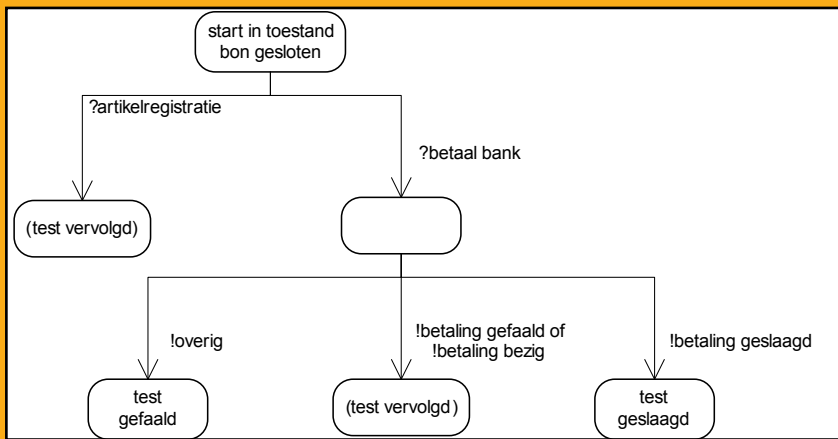 start in toestand
bon gesloten
?artikelregistratie
?betaal bank
(test vervolgd)
!overig
!betaling gefaald of
!betaling bezig
!betaling geslaagd
test
gefaald
(test vervolgd)
test
geslaagd